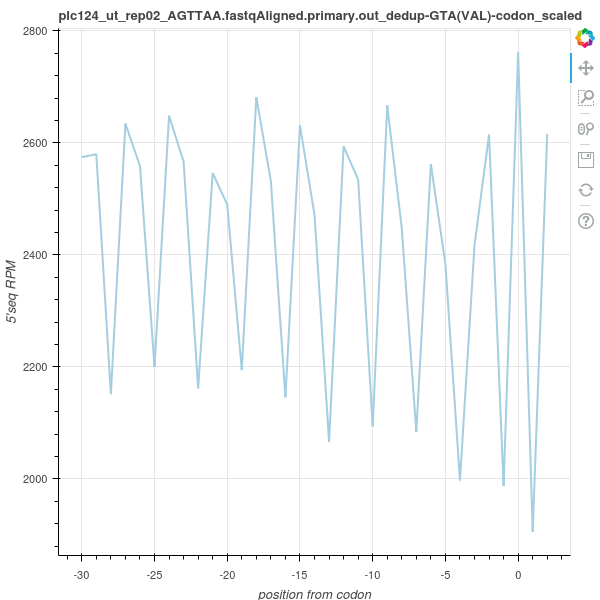 plc124_ut_rep02_AGTTAA.fastqAligned.primary.out_dedup-GTA(VAL)-codon_scaled
2800
2600
2400
2200
2000
5'seq RPM
-30 -25 -20 -15 -10 -5 0
position from codon